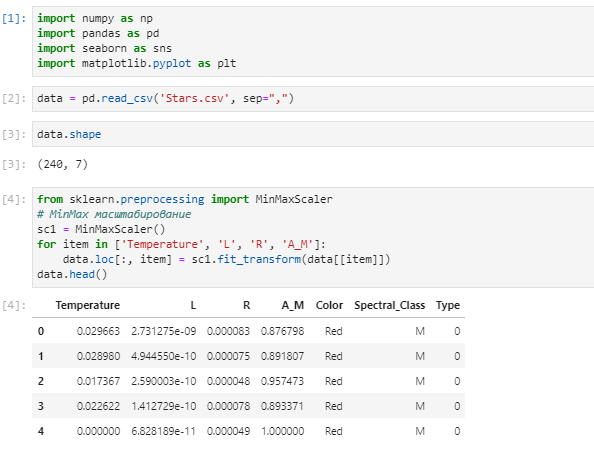 [1]: import numpy as np
import pandas as pd
import seaborn as sns
import matplotlib.pyplot as plt
[2]: data = pd.read_csv('Stars.csv', sep=",")
[3]: data.shape
[3]: (240, 7)
[4]: from sklearn.preprocessing import MinMaxScaler
# MinMax масштабирование
sc1 = MinMaxScaler()
for item in ['Temperature', 'L', 'R', 'A_M']:
    data.loc[:, item] = sc1.fit_transform(data[[item]])
data.head()
[4]: Temperature L R A_M Color Spectral_Class Type
0 0.029663 2.731275e-09 0.000083 0.876798 Red M 0
1 0.028980 4.944550e-10 0.000075 0.891807 Red M 0
2 0.017367 2.590003e-10 0.000048 0.957473 Red M 0
3 0.022622 1.412729e-10 0.000078 0.893371 Red M 0
4 0.000000 6.828189e-11 0.000049 1.000000 Red M 0